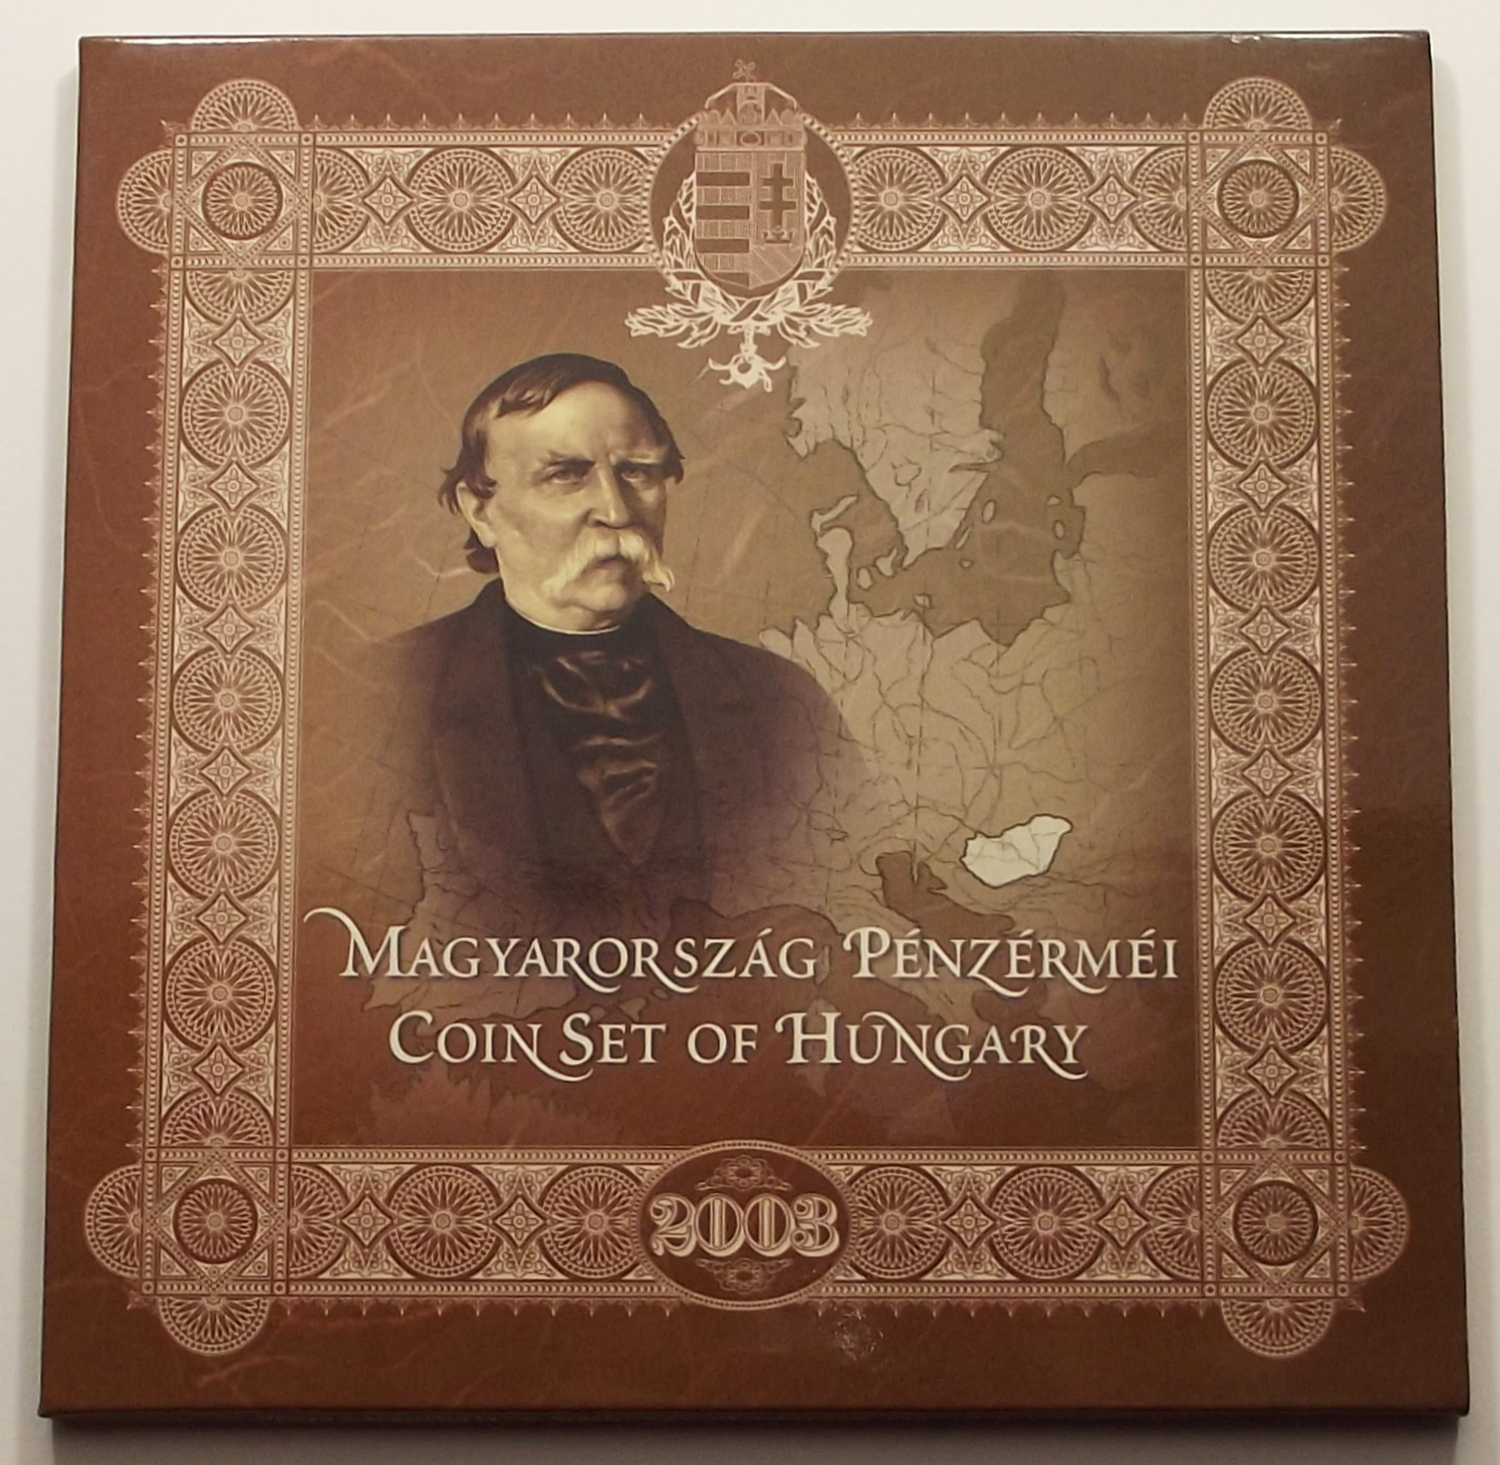 Magyarország Pénzérméi
Coin Set of Hungary
2003